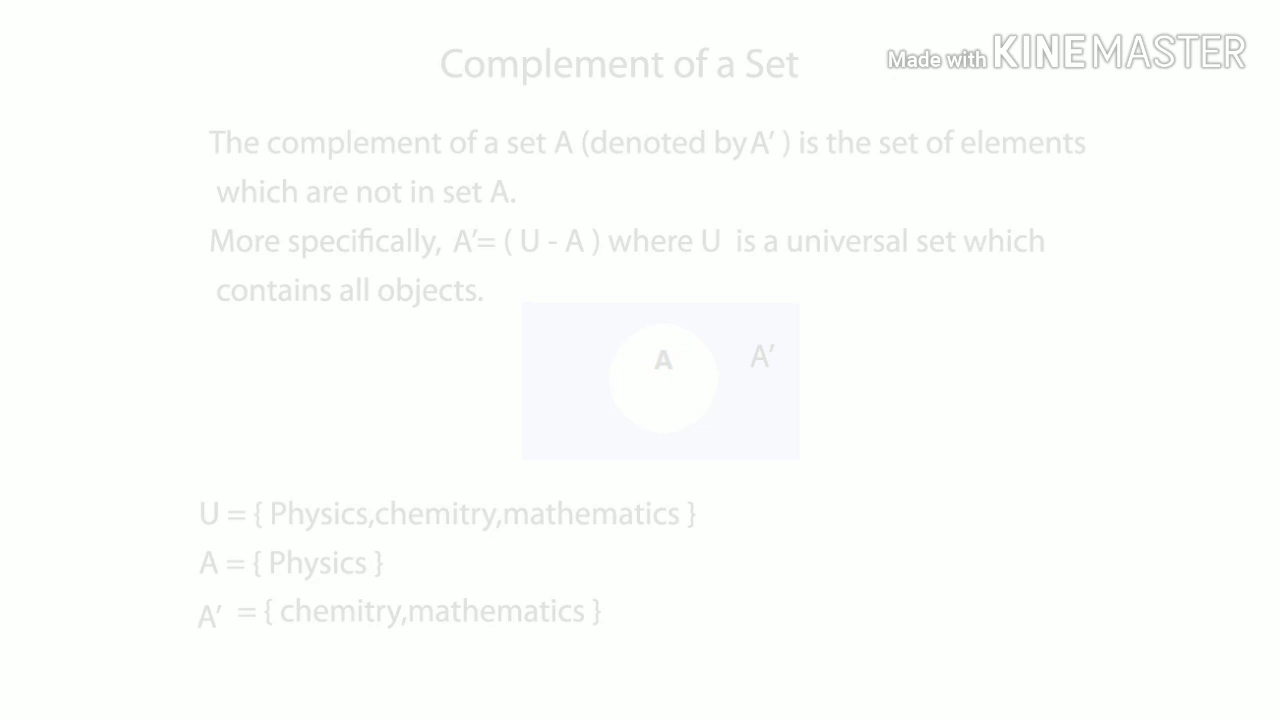 Complement of a Set
Made with KINEMASTER
The complement of a set A (denoted by A′ ) is the set of elements
which are not in set A.
More specifically, A′= ( U - A ) where U is a universal set which
contains all objects.
A
A′
U = { Physics,chemitry,mathematics }
A = { Physics }
A′ = { chemitry,mathematics }